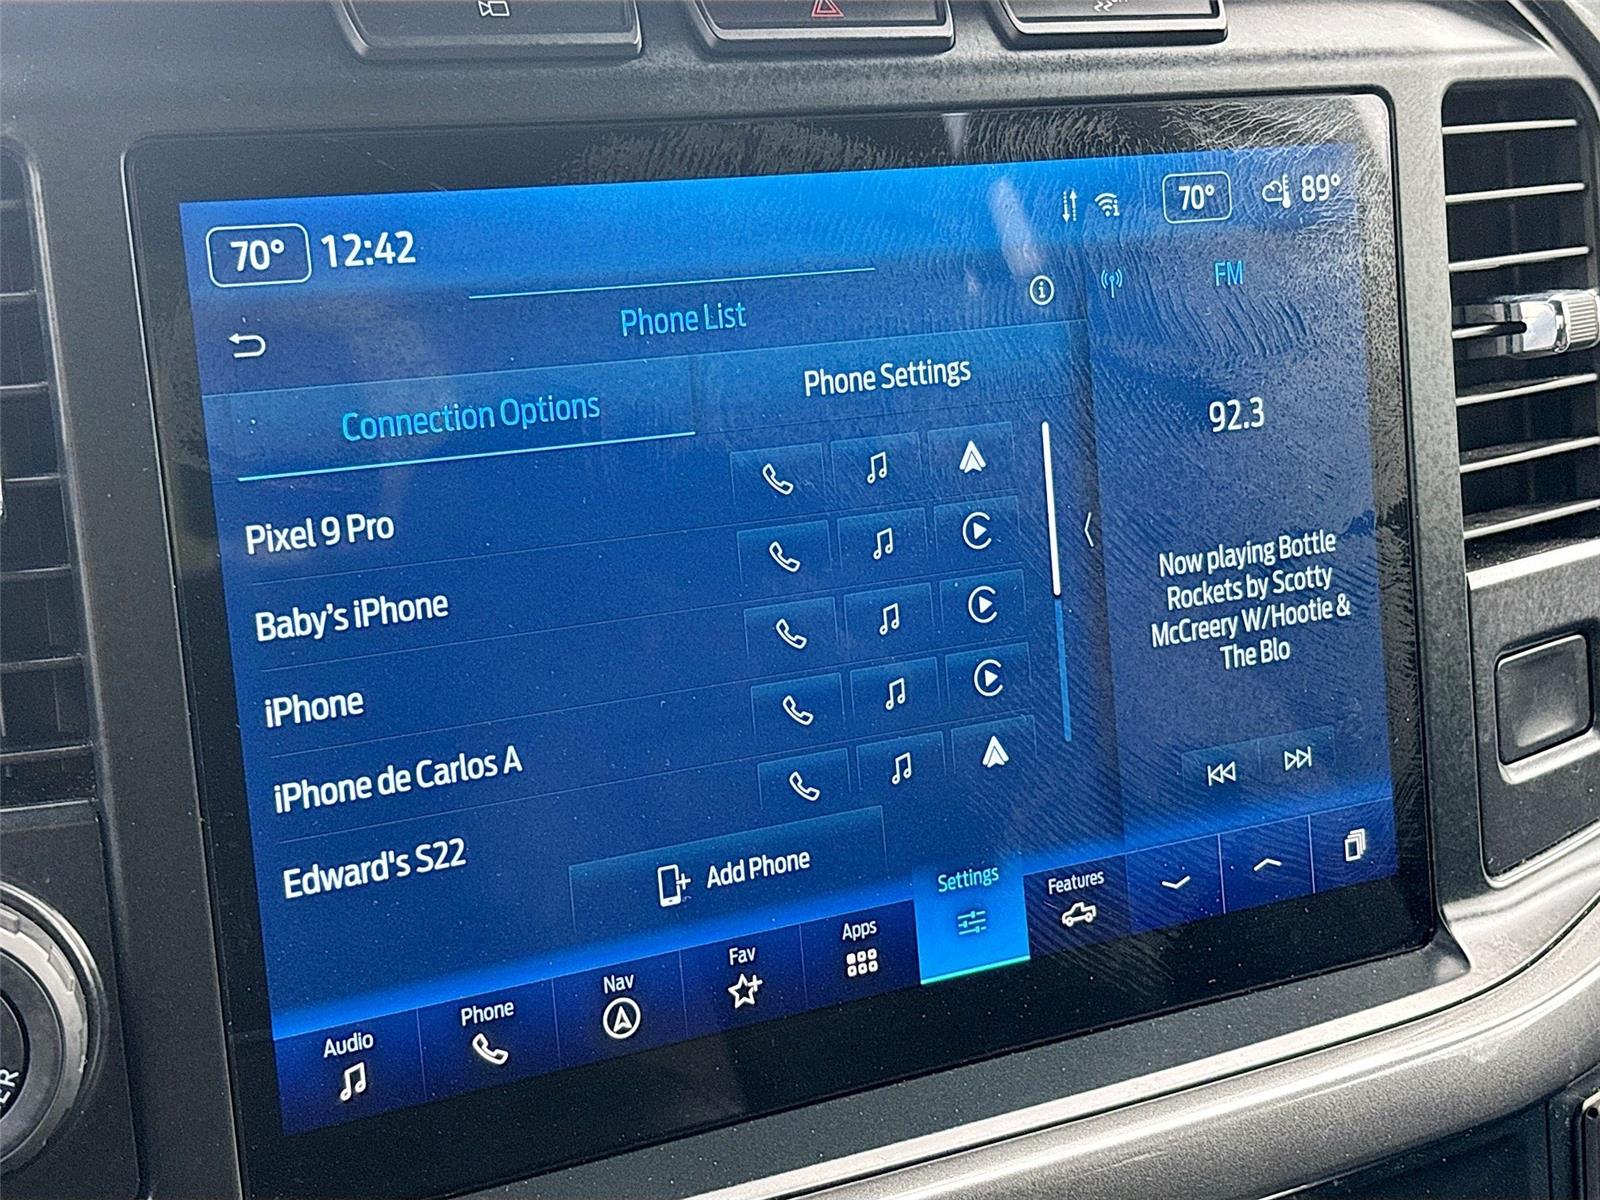 70° 12:42
70° 89°
Phone List
FM
Connection Options
Phone Settings
92.3
Pixel 9 Pro
Baby's iPhone
iPhone
iPhone de Carlos A
Edward's S22
Now playing Bottle
Rockets by Scotty
McCreery W/Hootie &
The Blo
Add Phone
Audio
Phone
Nav
Fav
Apps
Settings
Features